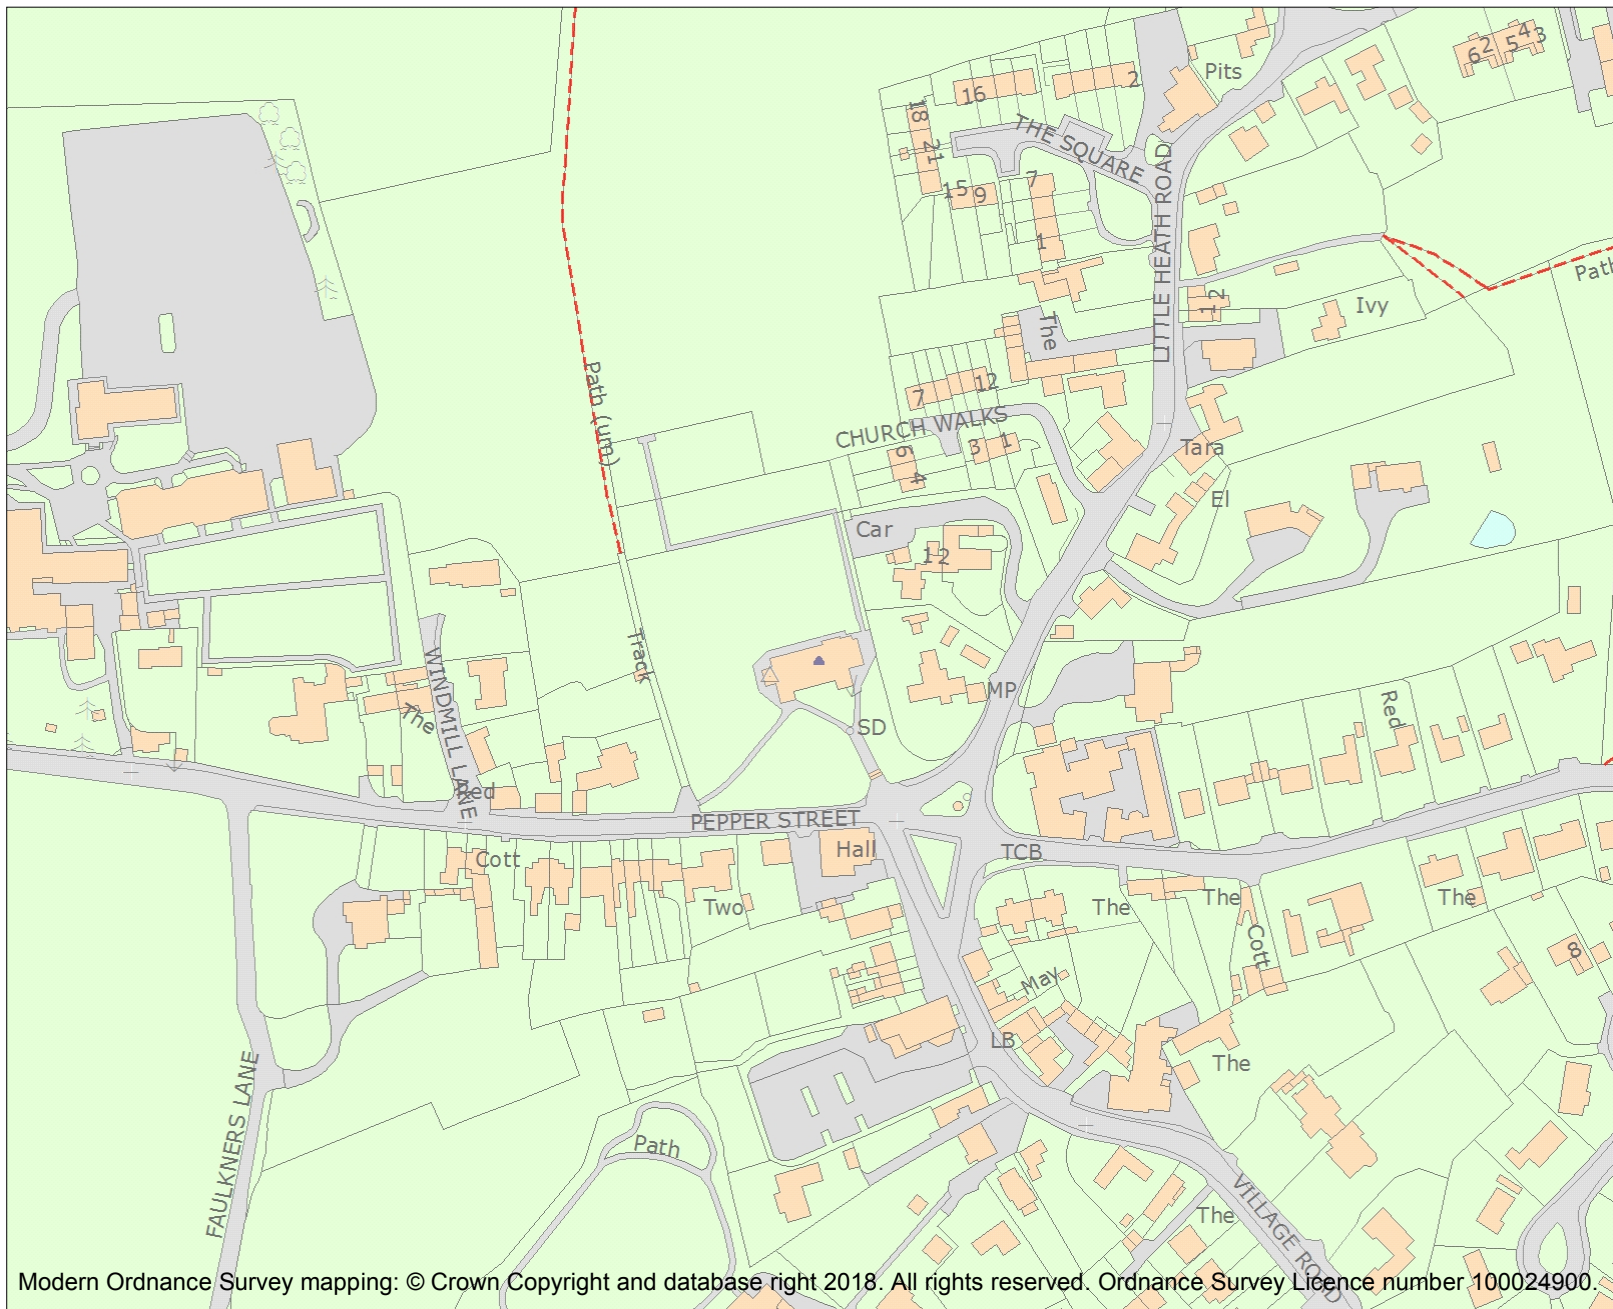 Pits
62
5
4
3
2
16
18
THE SQUARE
21
15
9
7
1
LITTLE HEATH ROAD
Path
12
Ivy
The
Path (um)
7
12
CHURCH WALKS
3
1
6
4
Tara
El
Car
12
Track
WINDMILL LANE
The
MP
SD
Red
Red
PEPPER STREET
Hall
TCB
Cott
Two
The
The
The
Cott
8
May
LB
The
FAULKNERS LANE
Path
VILLAGE ROAD
The
Modern Ordnance Survey mapping: © Crown Copyright and database right 2018. All rights reserved. Ordnance Survey Licence number 100024900.